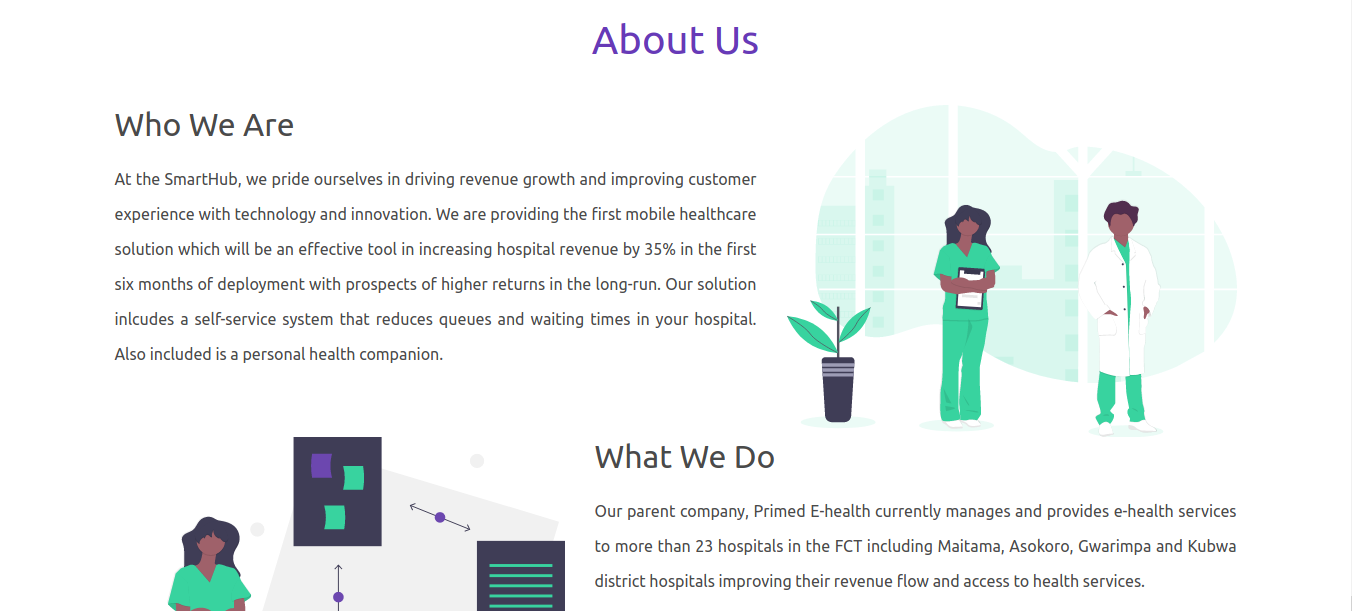 About Us
Who We Are
At the SmartHub, we pride ourselves in driving revenue growth and improving customer
experience with technology and innovation. We are providing the first mobile healthcare
solution which will be an effective tool in increasing hospital revenue by 35% in the first
six months of deployment with prospects of higher returns in the long-run. Our solution
inlcudes a self-service system that reduces queues and waiting times in your hospital.
Also included is a personal health companion.
What We Do
Our parent company, Primed E-health currently manages and provides e-health services
to more than 23 hospitals in the FCT including Maitama, Asokoro, Gwarimpa and Kubwa
district hospitals improving their revenue flow and access to health services.